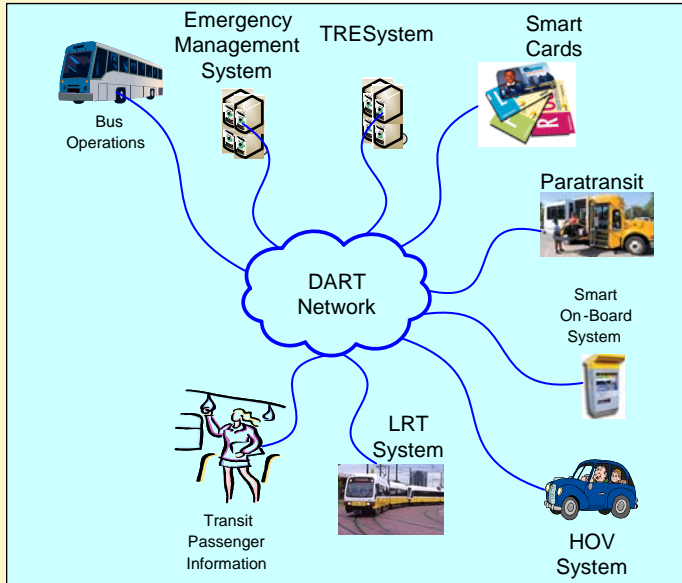 Emergency
Management
System
TRESystem
Smart
Cards
Bus
Operations
Paratransit
DART
Network
Smart
On-Board
System
LRT
System
Transit
Passenger
Information
HOV
System